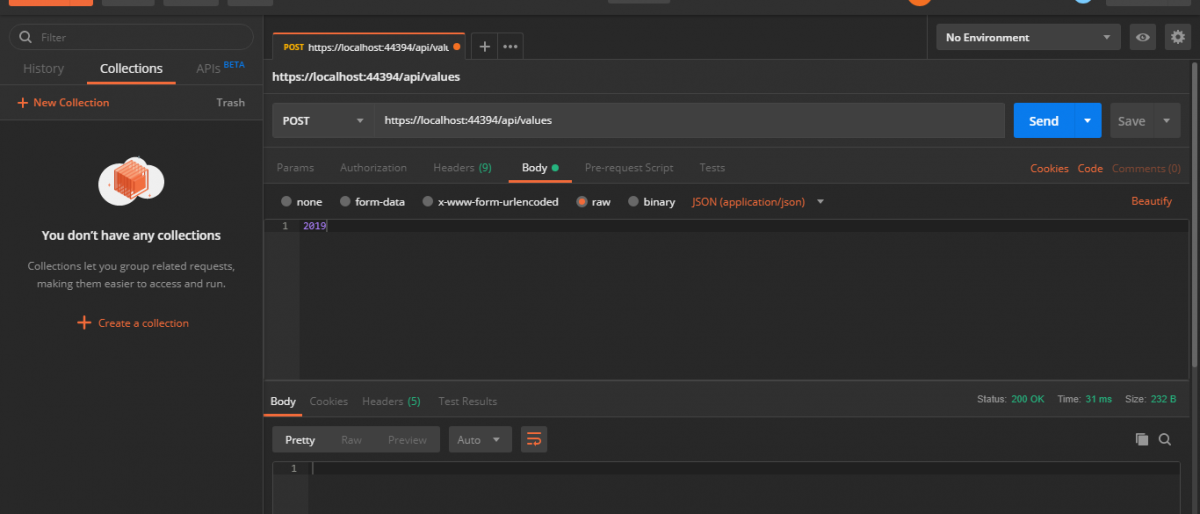 Filter
History Collections APIs BETA
+ New Collection Trash
You don't have any collections
Collections let you group related requests,
making them easier to access and run.
+ Create a collection
POST https://localhost:44394/api/valu + •••
No Environment
https://localhost:44394/api/values
POST https://localhost:44394/api/values Send Save
Params Authorization Headers (9) Body Pre-request Script Tests Cookies Code Comments (0)
none form-data x-www-form-urlencoded raw binary JSON (application/json) Beautify
1 2019
Body Cookies Headers (5) Test Results Status: 200 OK Time: 31 ms Size: 232 B
Pretty Raw Preview Auto
1